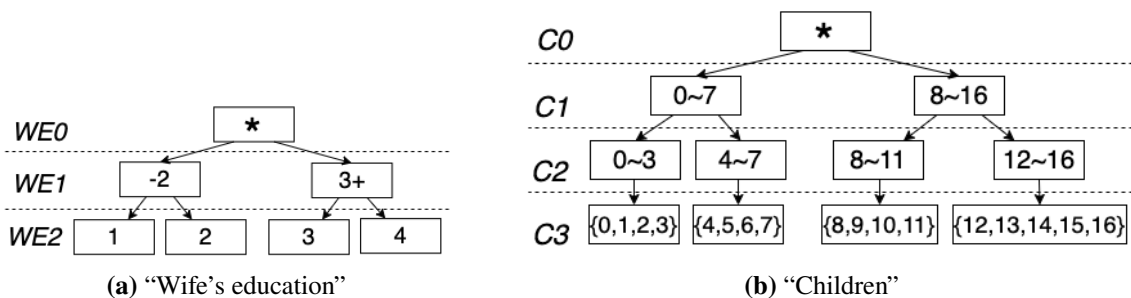 WE0
*
WE1
-2
3+
WE2
1
2
3
4
(a) “Wife’s education”
C0
*
C1
0~7
8~16
C2
0~3
4~7
8~11
12~16
C3
{0,1,2,3}
{4,5,6,7}
{8,9,10,11}
{12,13,14,15,16}
(b) “Children”